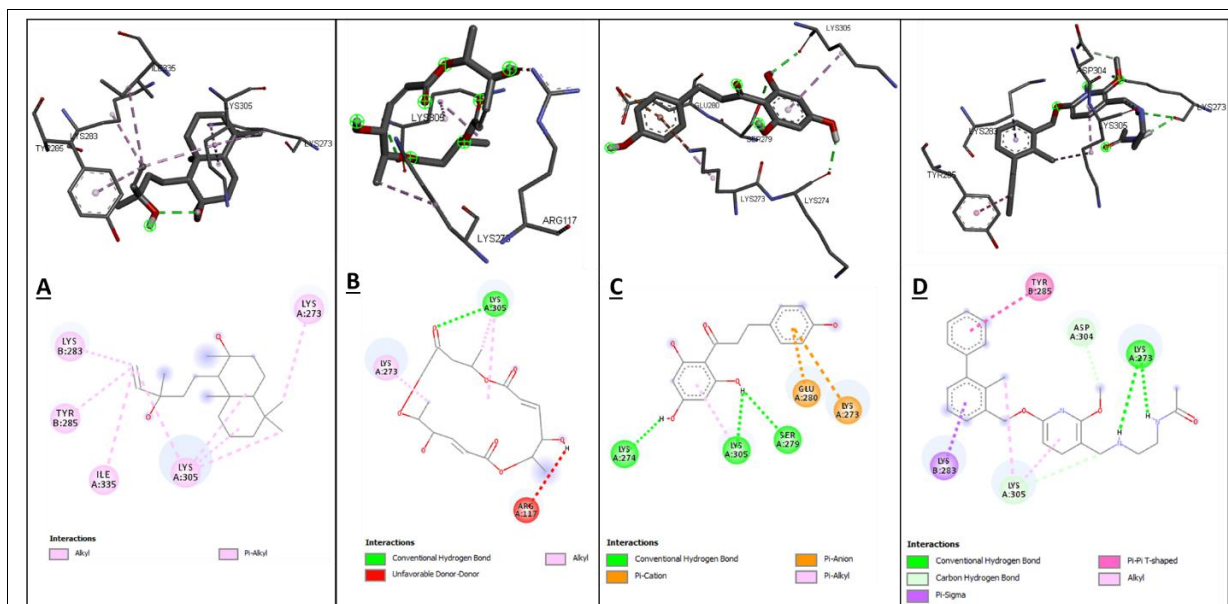 ILE335
LYS305
LYS283
LYS273
TYR285
LYS305
LYS273
ARG117
LYS305
GLU280
SER279
LYS273
LYS274
ASP304
LYS273
LYS283
LYS305
TYR285
A
LYS
A:273
LYS
B:283
TYR
B:285
ILE
A:335
LYS
A:305
Interactions
Alkyl
Pi-Alkyl
B
LYS
A:305
LYS
A:273
ARG
A:117
Interactions
Conventional Hydrogen Bond
Alkyl
Unfavorable Donor-Donor
C
GLU
A:280
LYS
A:273
SER
A:279
LYS
A:305
LYS
A:274
Interactions
Conventional Hydrogen Bond
Pi-Anion
Pi-Cation
Pi-Alkyl
D
TYR
B:285
ASP
A:304
LYS
A:273
LYS
B:283
LYS
A:305
Interactions
Conventional Hydrogen Bond
Pi-Pi T-shaped
Carbon Hydrogen Bond
Alkyl
Pi-Sigma